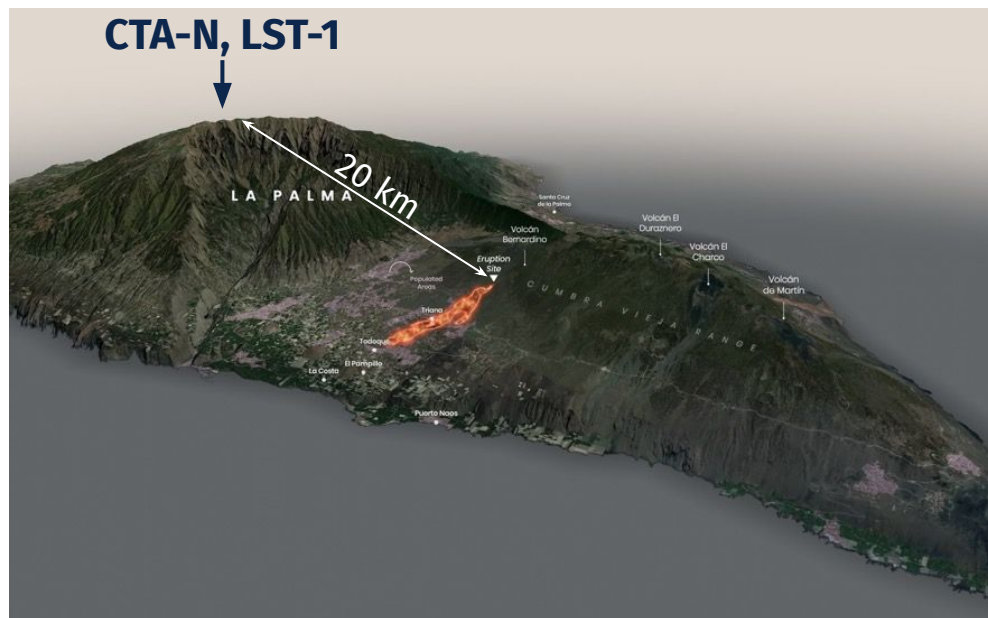 CTA-N, LST-1
20 km
LA PALMA
Santa Cruz
de la Palma
Volcán El
Duraznero
Volcán
Bernardino
Volcán El
Charco
Eruption
Site
Populated
Areas
Volcán
de Martín
CUMBRA VIEJA RANGE
Triana
Todoque
El Pampillo
La Costa
Puerto Naos